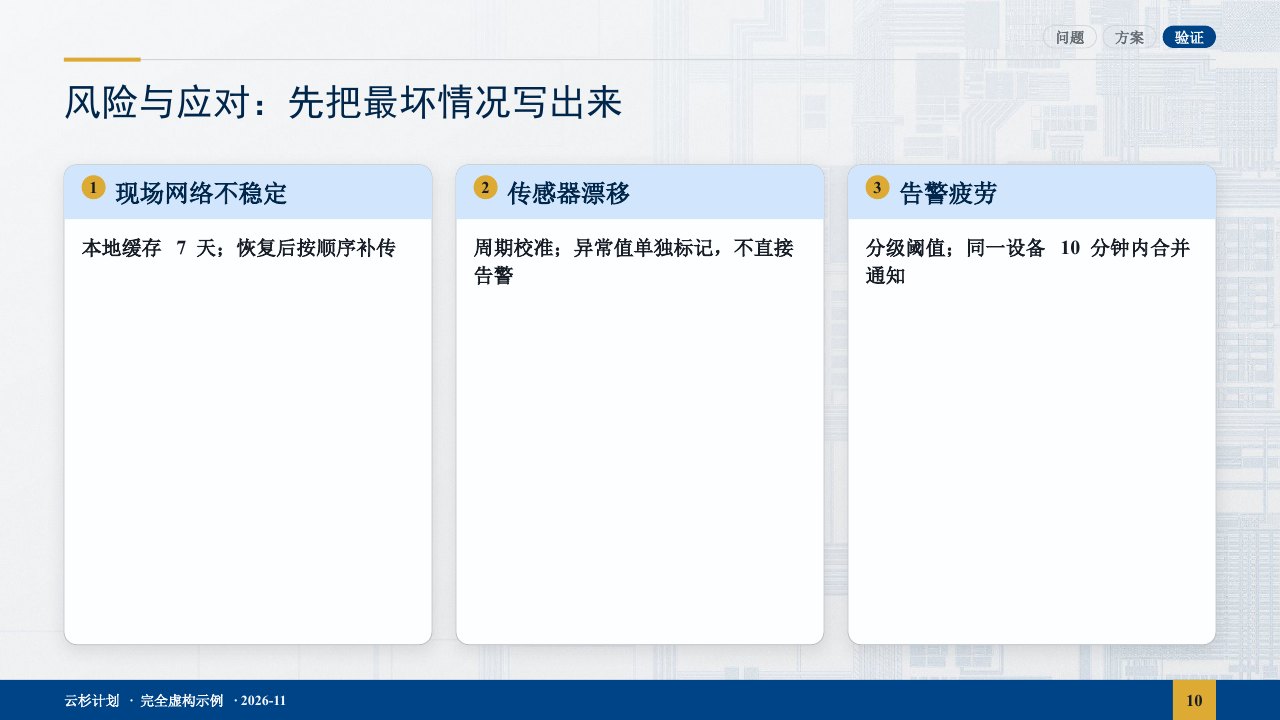 问题 方案 验证
风险与应对：先把最坏情况写出来
1 现场网络不稳定
本地缓存 7 天；恢复后按顺序补传
2 传感器漂移
周期校准；异常值单独标记，不直接
告警
3 告警疲劳
分级阈值；同一设备 10 分钟内合并
通知
云杉计划 · 完全虚构示例 · 2026-11
10